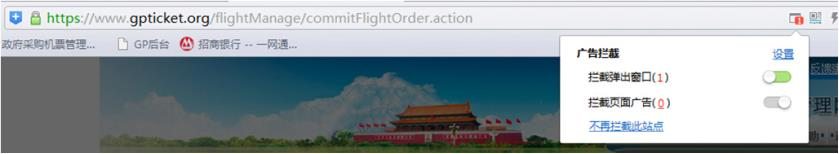 https://www.gpticket.org/flightManage/commitFlightOrder.action
政府采购机票管理... GP后台 招商银行 -- 一网通...
广告拦截 设置
拦截弹出窗口(1)
拦截页面广告(0)
不再拦截此站点